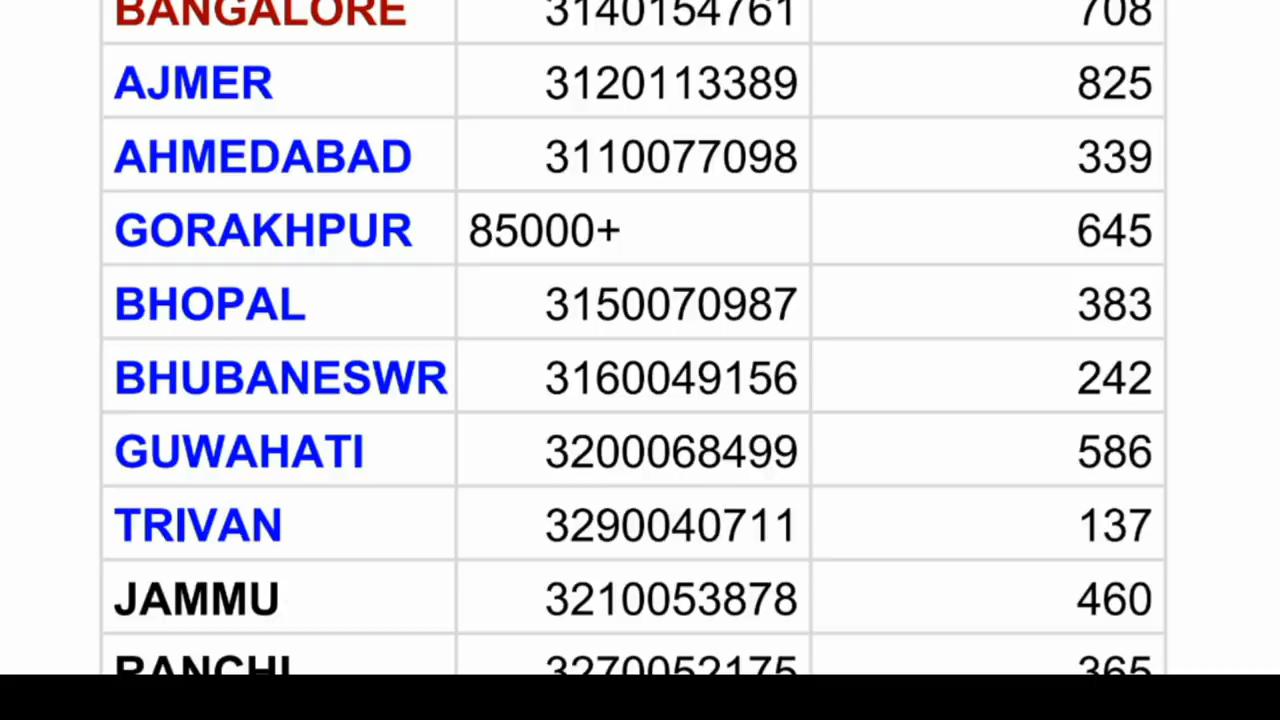 BANGALORE 3140154761 708
AJMER 3120113389 825
AHMEDABAD 3110077098 339
GORAKHPUR 85000+ 645
BHOPAL 3150070987 383
BHUBANESWR 3160049156 242
GUWAHATI 3200068499 586
TRIVAN 3290040711 137
JAMMU 3210053878 460
RANCHI 3270052175 365